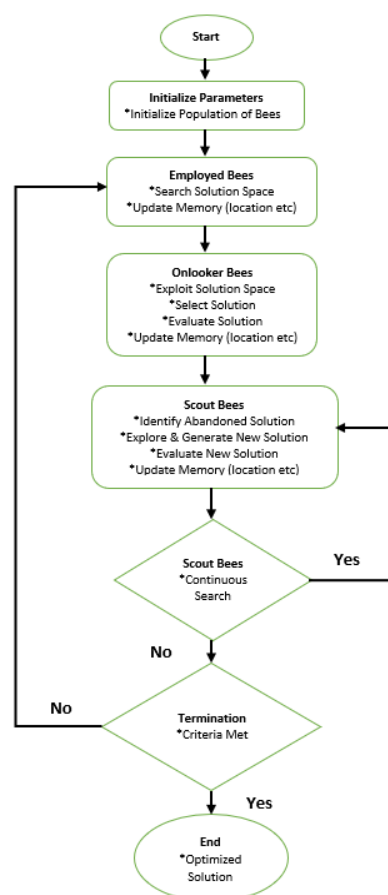 Start
Initialize Parameters
*Initialize Population of Bees
Employed Bees
*Search Solution Space
*Update Memory (location etc)
Onlooker Bees
*Exploit Solution Space
*Select Solution
*Evaluate Solution
*Update Memory (location etc)
Scout Bees
*Identify Abandoned Solution
*Explore & Generate New Solution
*Evaluate New Solution
*Update Memory (location etc)
Scout Bees
*Continuous
Search
Yes
No
Termination
*Criteria Met
No
Yes
End
*Optimized
Solution